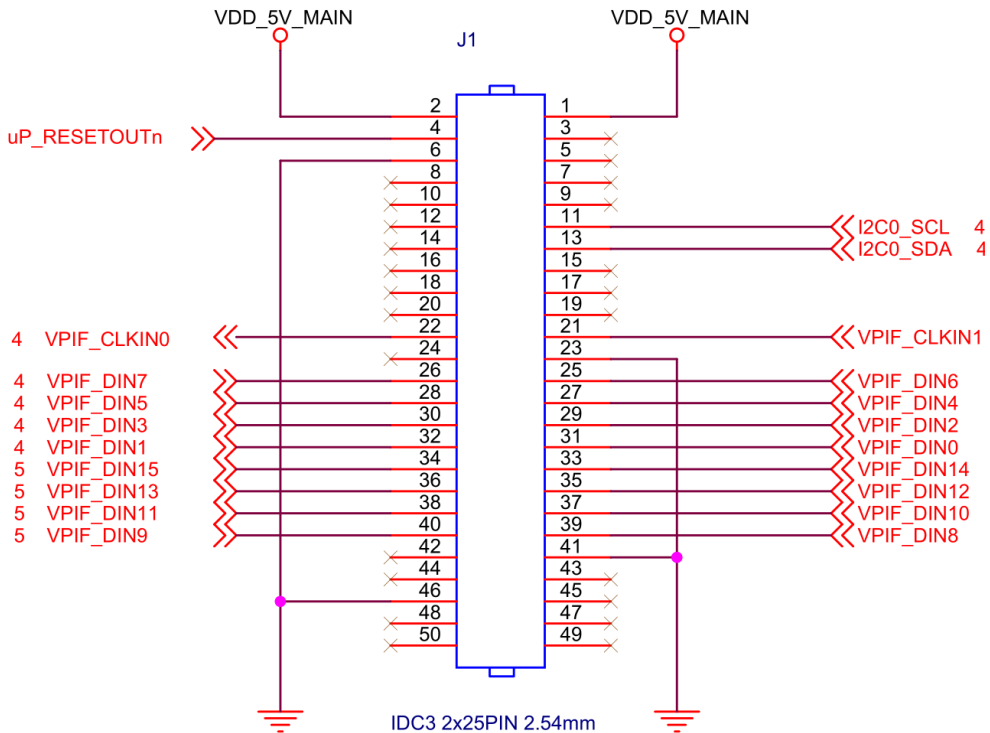 VDD_5V_MAIN VDD_5V_MAIN
J1
2 1
uP_RESETOUTn 4 3
6 5
8 7
10 9
12 11 I2C0_SCL 4
14 13 I2C0_SDA 4
16 15
18 17
20 19
4 VPIF_CLKIN0 22 21 VPIF_CLKIN1
24 23
4 VPIF_DIN7 26 25 VPIF_DIN6
4 VPIF_DIN5 28 27 VPIF_DIN4
4 VPIF_DIN3 30 29 VPIF_DIN2
4 VPIF_DIN1 32 31 VPIF_DIN0
5 VPIF_DIN15 34 33 VPIF_DIN14
5 VPIF_DIN13 36 35 VPIF_DIN12
5 VPIF_DIN11 38 37 VPIF_DIN10
5 VPIF_DIN9 40 39 VPIF_DIN8
42 41
44 43
46 45
48 47
50 49
IDC3 2x25PIN 2.54mm